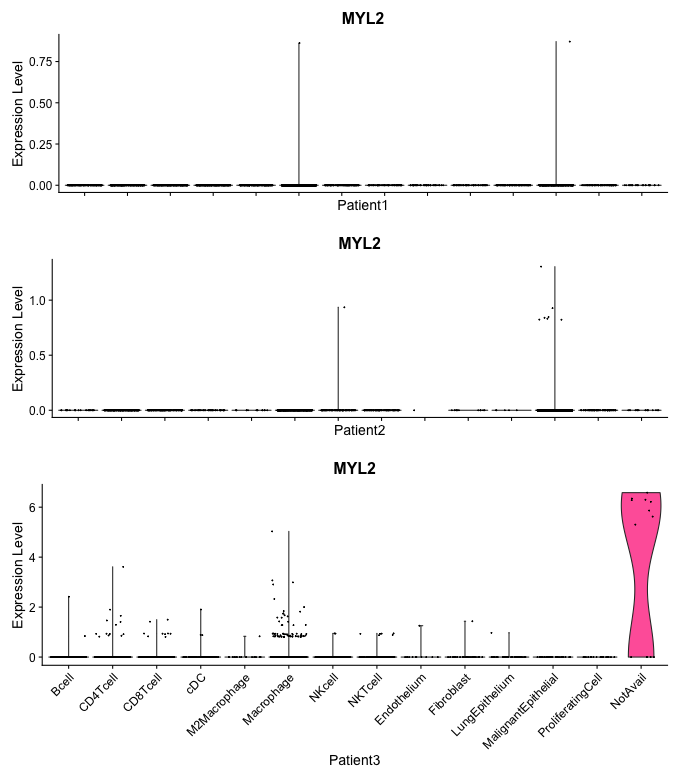 MYL2
Expression Level
0.75
0.50
0.25
0.00
Patient1
MYL2
Expression Level
1.0
0.5
0.0
Patient2
MYL2
Expression Level
6
4
2
0
Bcell
CD4Tcell
CD8Tcell
cDC
M2Macrophage
Macrophage
NKcell
NKTcell
Endothelium
Fibroblast
LungEpithelium
MalignantEpithelial
ProliferatingCell
NotAvail
Patient3